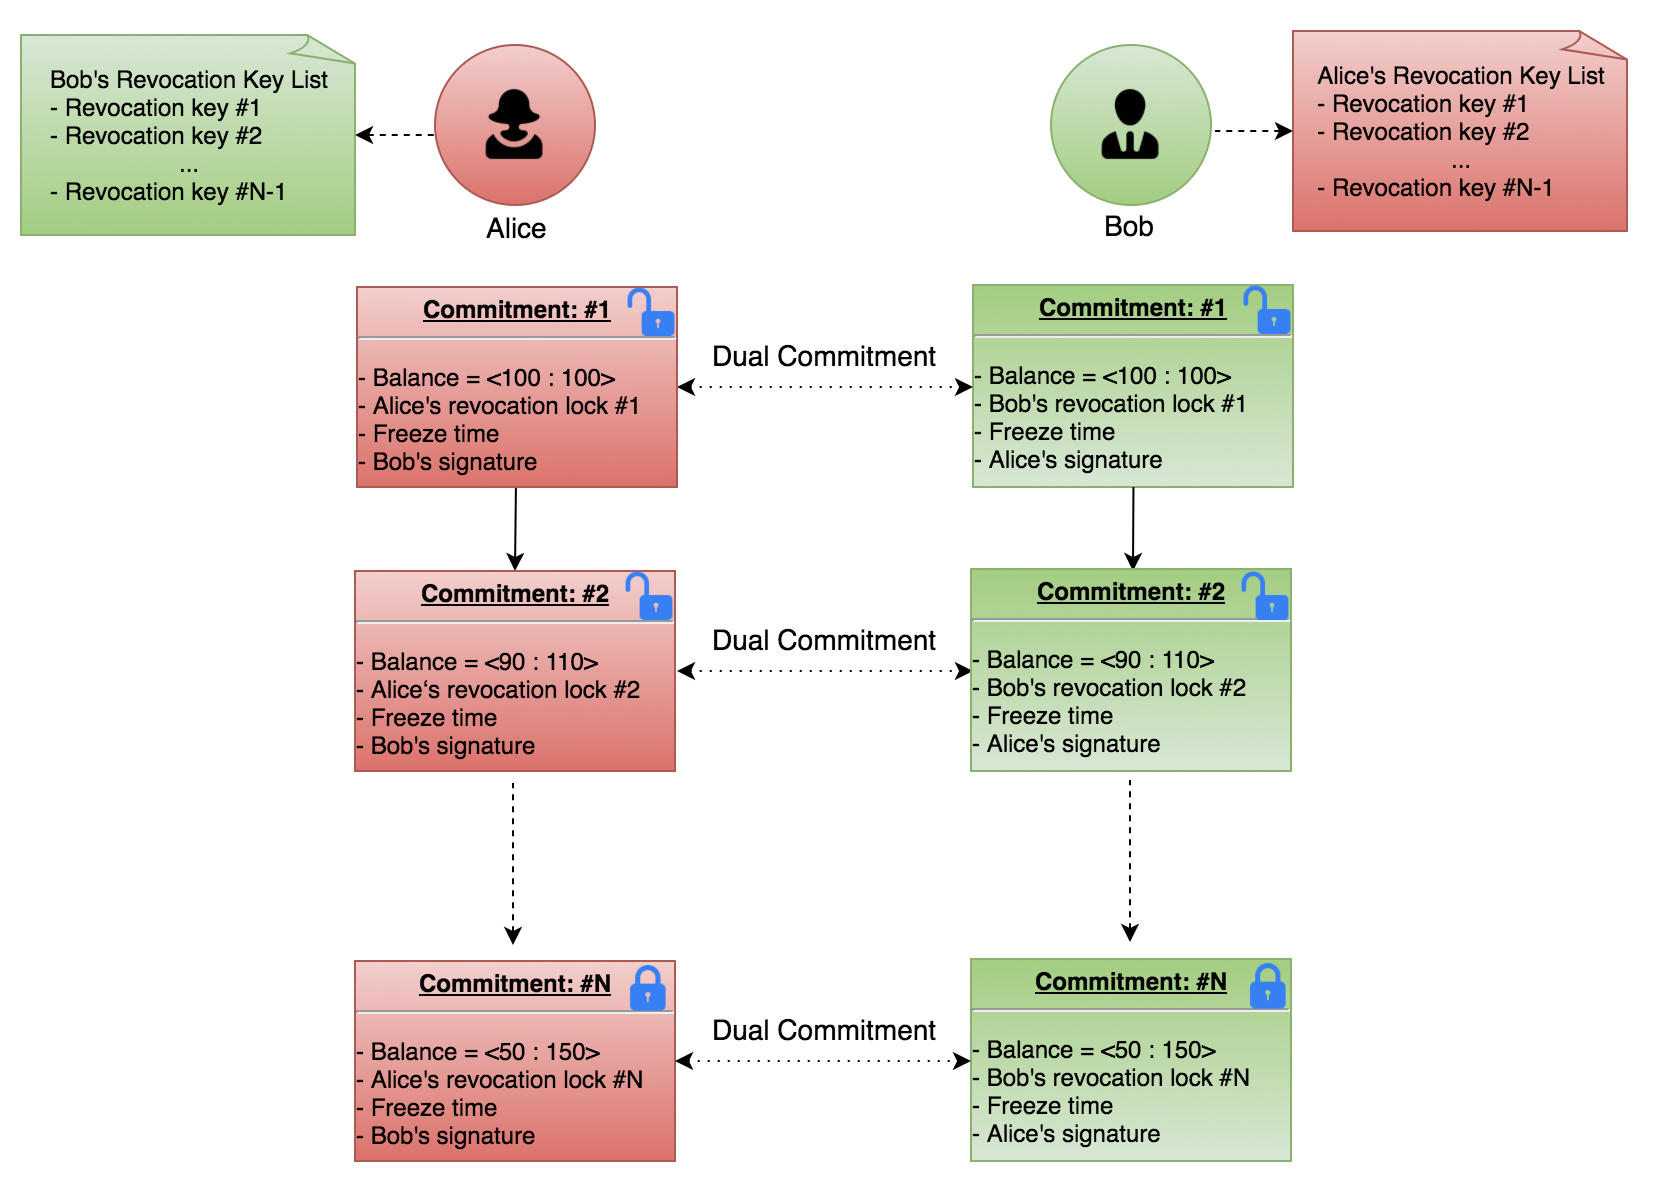 Bob's Revocation Key List
- Revocation key #1
- Revocation key #2
...
- Revocation key #N-1
Alice
Bob
Alice's Revocation Key List
- Revocation key #1
- Revocation key #2
...
- Revocation key #N-1
Commitment: #1
- Balance = <100 : 100>
- Alice's revocation lock #1
- Freeze time
- Bob's signature
Dual Commitment
Commitment: #1
- Balance = <100 : 100>
- Bob's revocation lock #1
- Freeze time
- Alice's signature
Commitment: #2
- Balance = <90 : 110>
- Alice‘s revocation lock #2
- Freeze time
- Bob's signature
Dual Commitment
Commitment: #2
- Balance = <90 : 110>
- Bob's revocation lock #2
- Freeze time
- Alice's signature
Commitment: #N
- Balance = <50 : 150>
- Alice's revocation lock #N
- Freeze time
- Bob's signature
Dual Commitment
Commitment: #N
- Balance = <50 : 150>
- Bob's revocation lock #N
- Freeze time
- Alice's signature